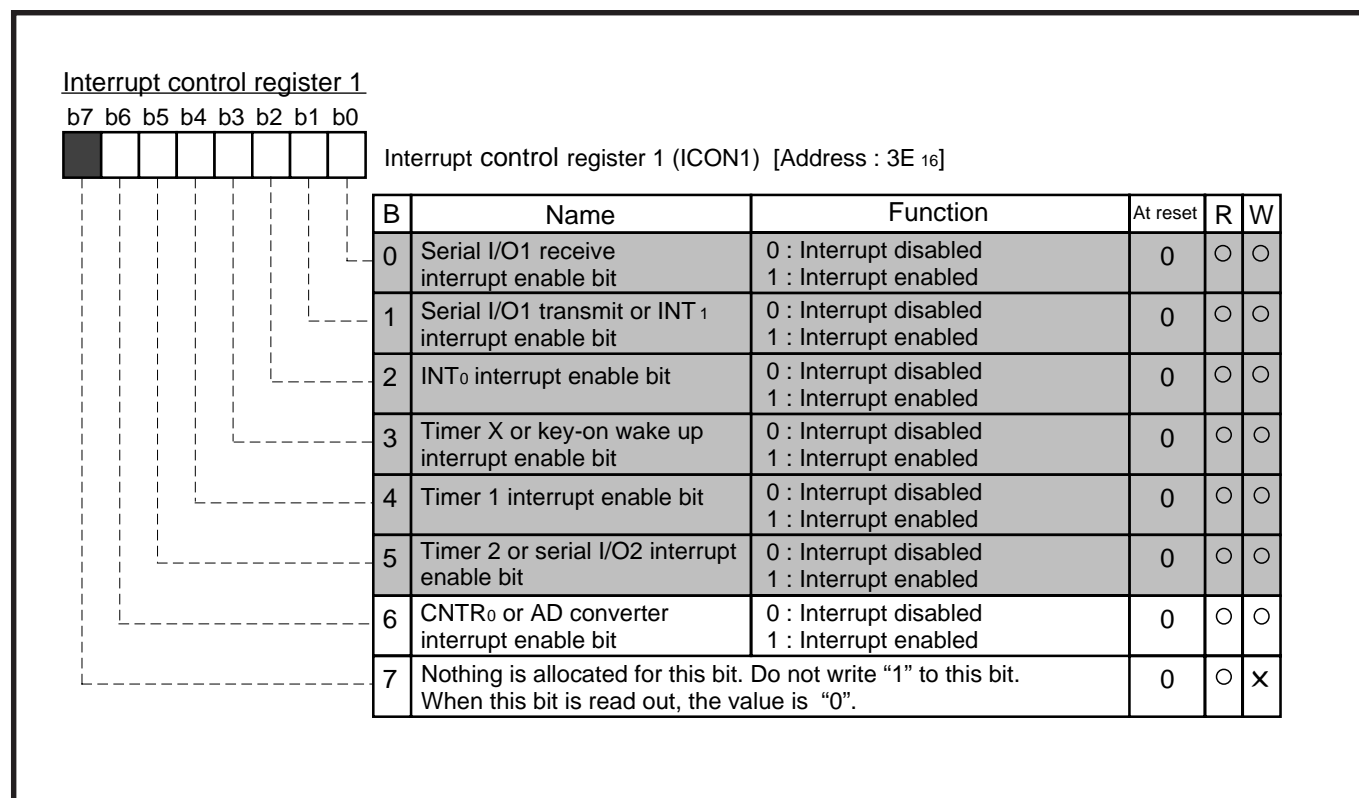 Interrupt control register 1
b7 b6 b5 b4 b3 b2 b1 b0
Interrupt control register 1 (ICON1) [Address : 3E 16]
B Name Function At reset R W
0 Serial I/O1 receive interrupt enable bit 0 : Interrupt disabled 1 : Interrupt enabled 0 ○ ○
1 Serial I/O1 transmit or INT 1 interrupt enable bit 0 : Interrupt disabled 1 : Interrupt enabled 0 ○ ○
2 INT0 interrupt enable bit 0 : Interrupt disabled 1 : Interrupt enabled 0 ○ ○
3 Timer X or key-on wake up interrupt enable bit 0 : Interrupt disabled 1 : Interrupt enabled 0 ○ ○
4 Timer 1 interrupt enable bit 0 : Interrupt disabled 1 : Interrupt enabled 0 ○ ○
5 Timer 2 or serial I/O2 interrupt enable bit 0 : Interrupt disabled 1 : Interrupt enabled 0 ○ ○
6 CNTR0 or AD converter interrupt enable bit 0 : Interrupt disabled 1 : Interrupt enabled 0 ○ ○
7 Nothing is allocated for this bit. Do not write “1” to this bit. When this bit is read out, the value is “0”. 0 ○ ×